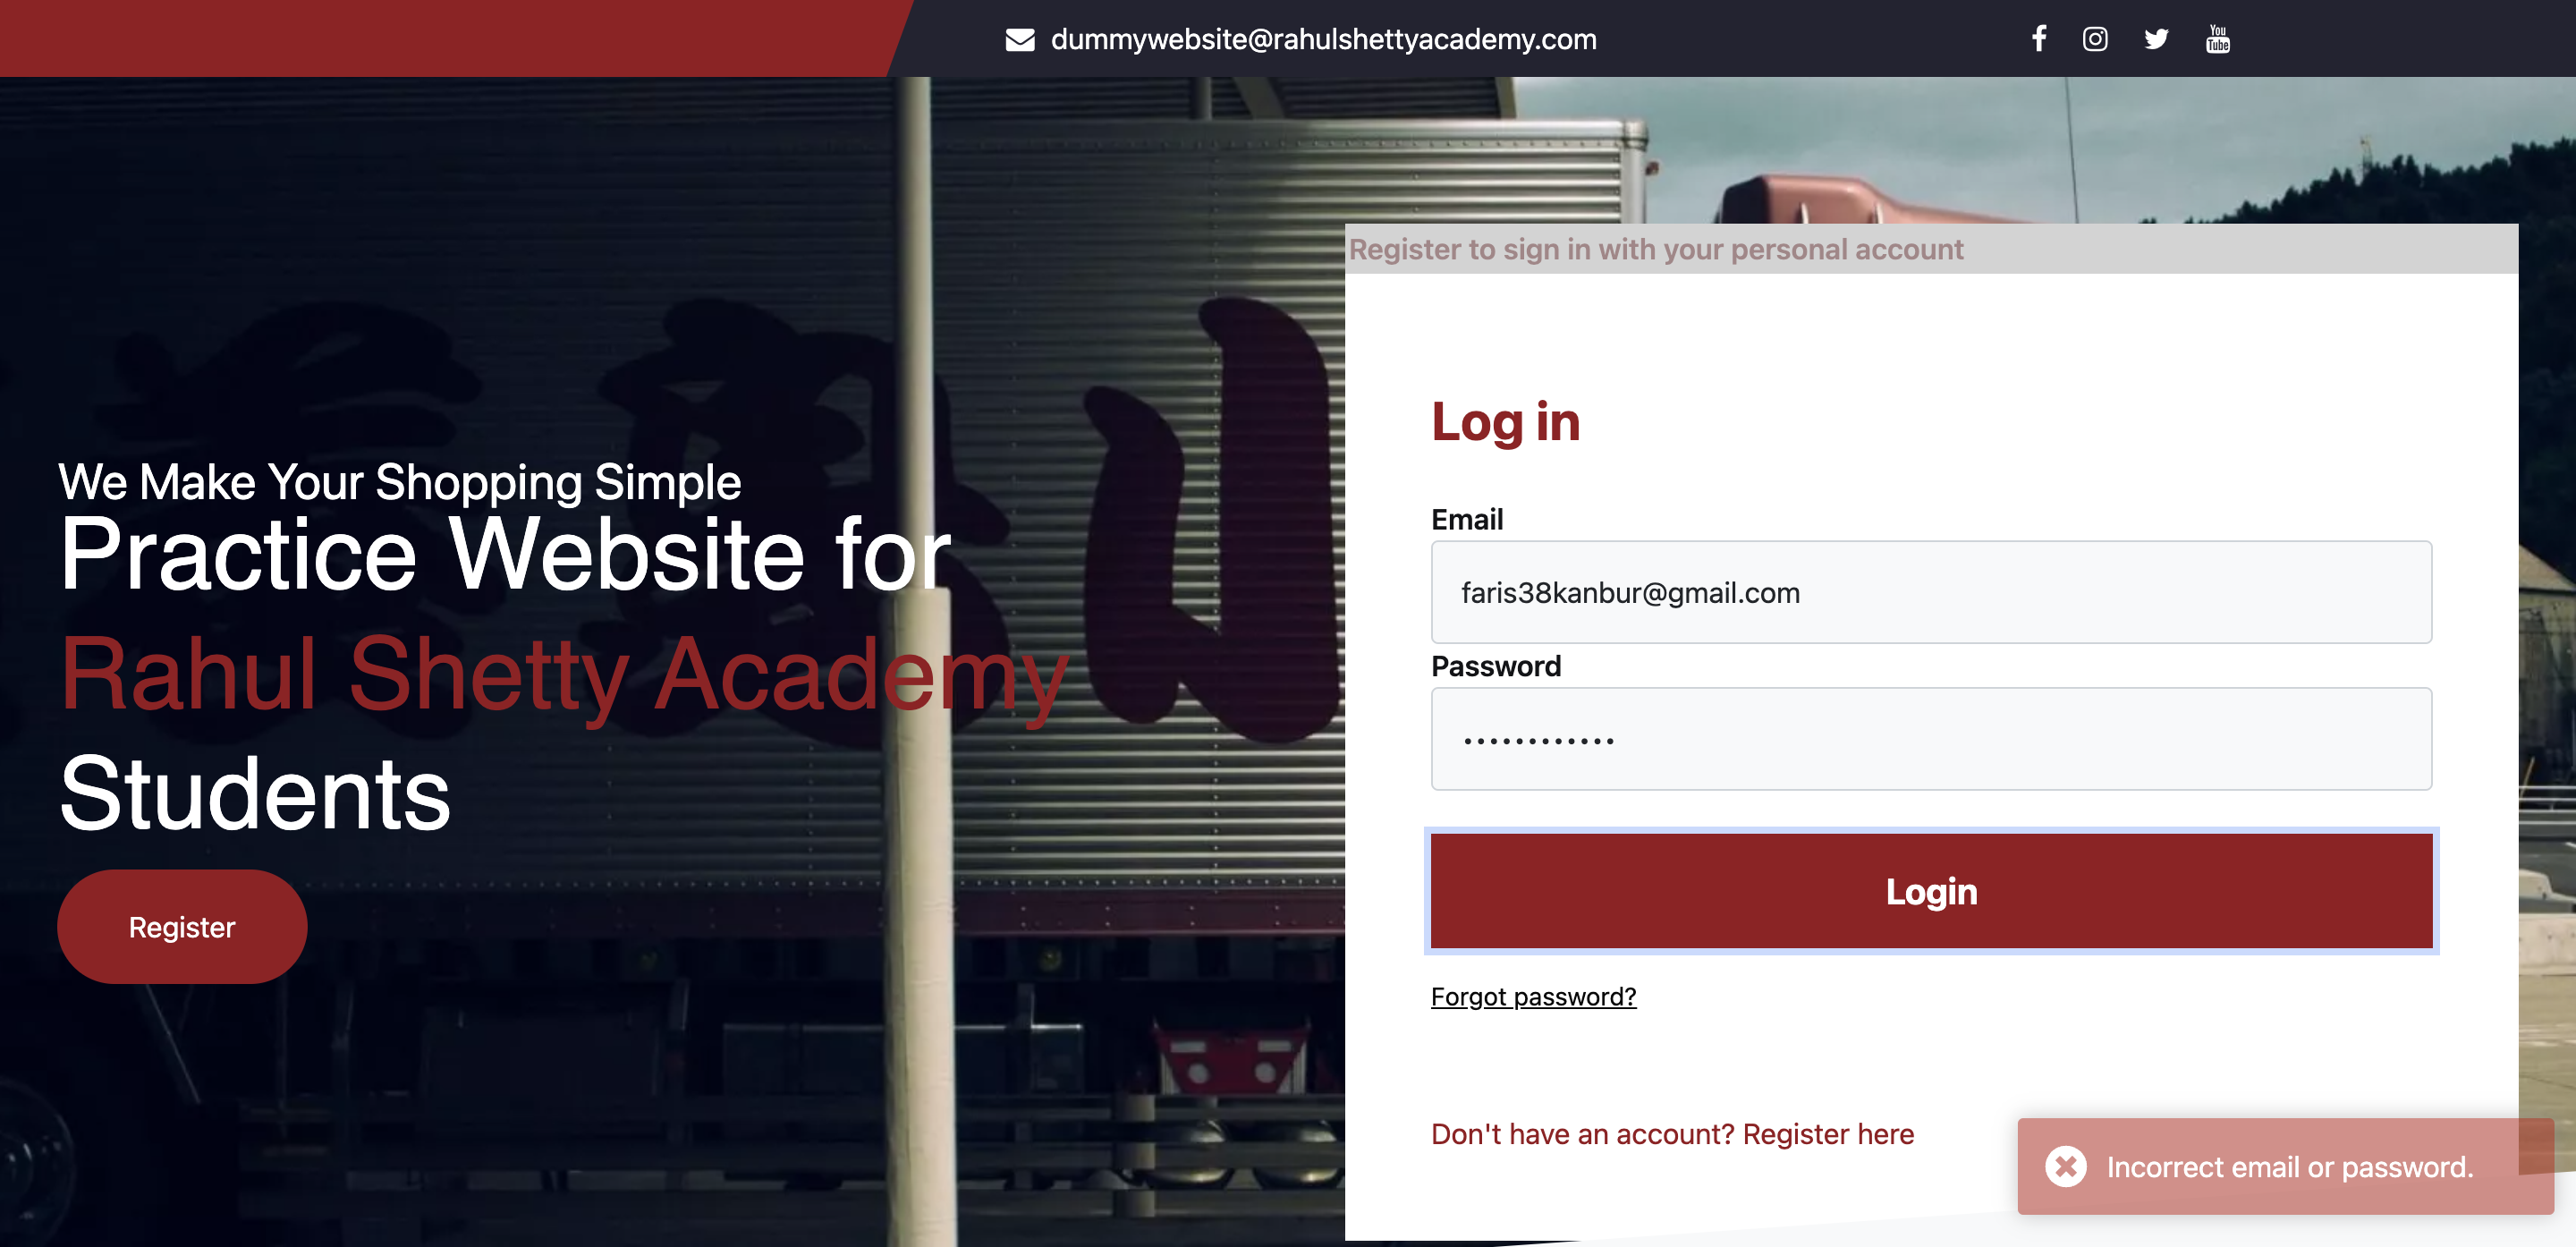 dummywebsite@rahulshettyacademy.com
You
Tube
Register to sign in with your personal account
We Make Your Shopping Simple
Practice Website for
Rahul Shetty Academy
Students
Register
Log in
Email
faris38kanbur@gmail.com
Password
••••••••••••
Login
Forgot password?
Don't have an account? Register here
Incorrect email or password.